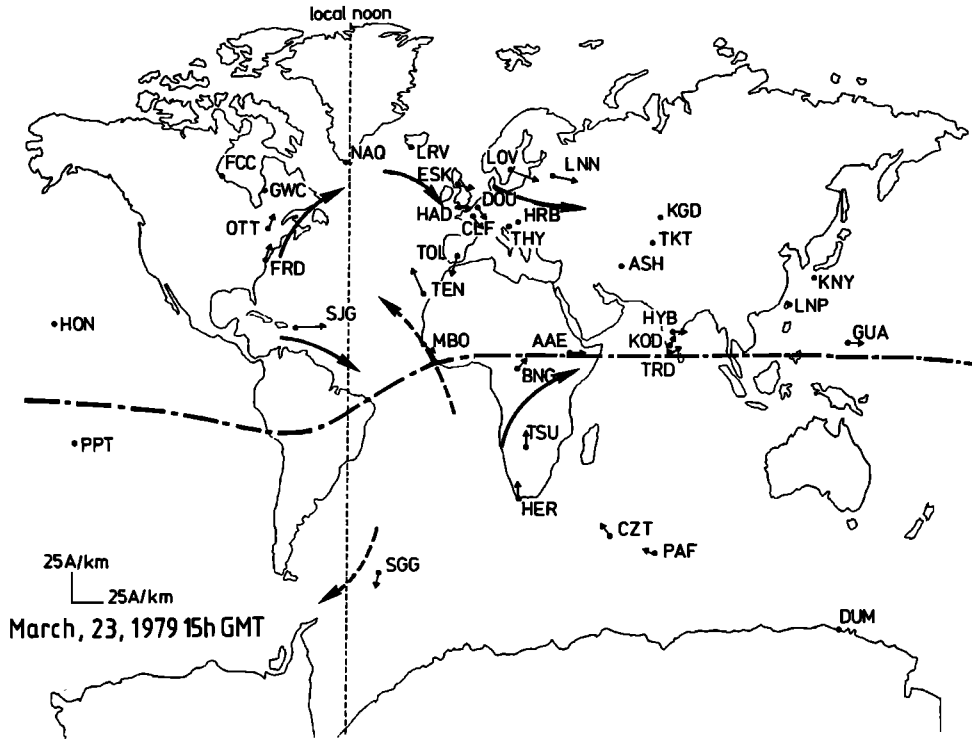 local noon
NAQ
LRV
FCC
GWC
ESK
LOV
LNN
DOU
HAD
OTT
CLF
HRB
THY
KGD
TKT
FRD
TOL
ASH
TEN
KNY
LNP
HON
SJG
HYB
MBO
AAE
KOD
GUA
BNG
TRD
PPT
TSU
HER
CZT
PAF
25A/km
SGG
25A/km
March, 23, 1979 15h GMT
DUM